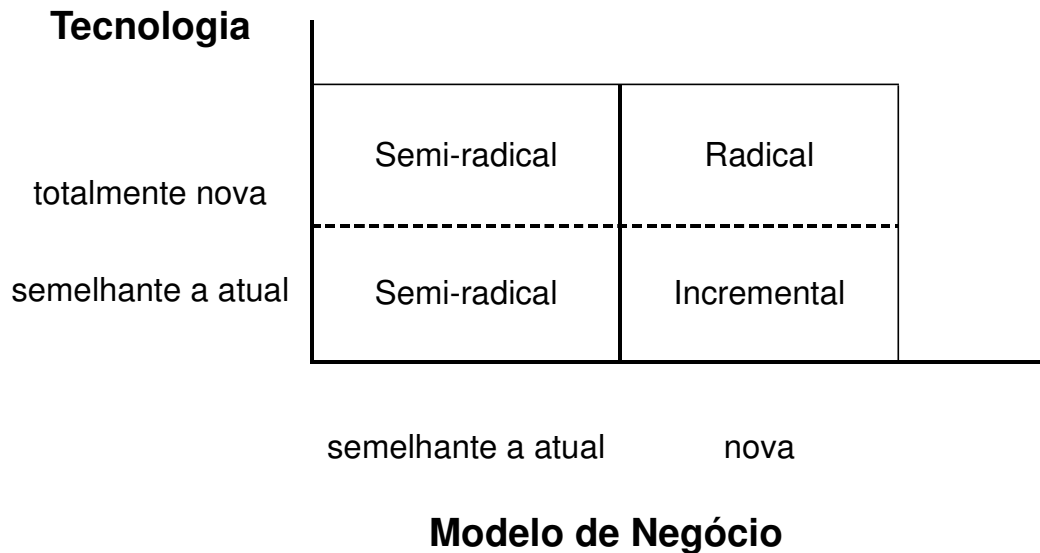 Tecnologia
Semi-radical Radical
totalmente nova
semelhante a atual Semi-radical Incremental
semelhante a atual nova
Modelo de Negócio